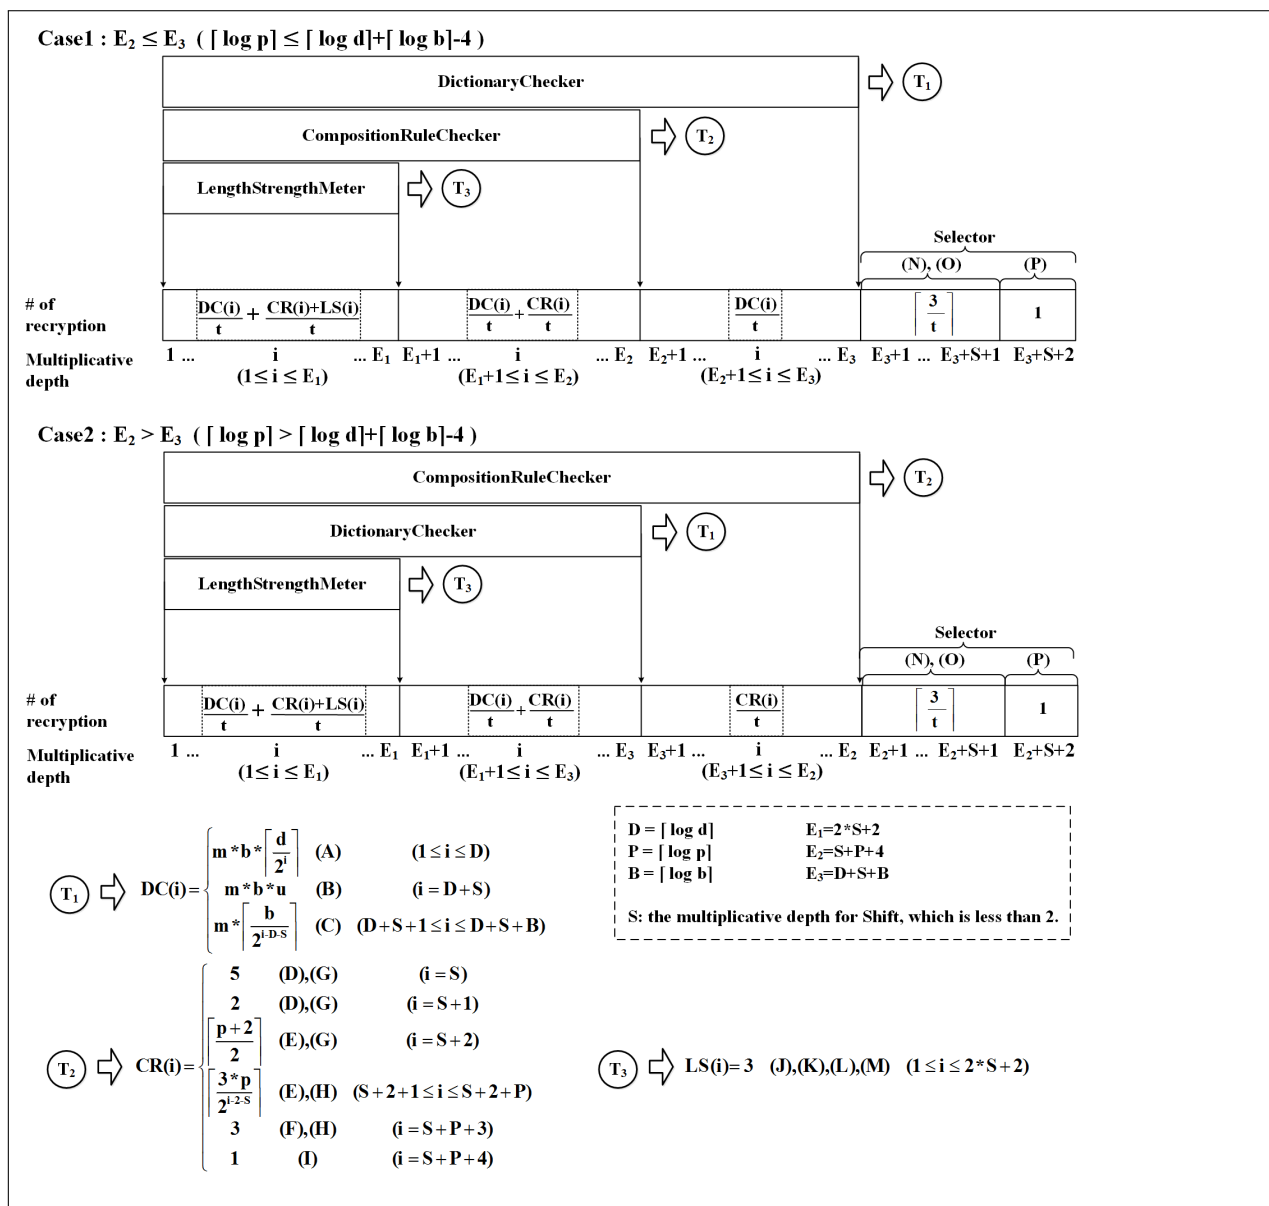 Case1 : E₂ ≤ E₃ ( ⌈ log p⌉ ≤ ⌈ log d⌉+⌈ log b⌉-4 )
DictionaryChecker T₁
CompositionRuleChecker T₂
LengthStrengthMeter T₃
Selector
(N), (O) (P)
# of recryption
DC(i)/t + CR(i)+LS(i)/t DC(i)/t + CR(i)/t DC(i)/t ⌈3/t⌉ 1
Multiplicative depth
1 ... i ... E₁ E₁+1 ... i ... E₂ E₂+1 ... i ... E₃ E₃+1 ... E₃+S+1 E₃+S+2
(1≤ i ≤ E₁) (E₁+1≤ i ≤ E₂) (E₂+1≤ i ≤ E₃)
Case2 : E₂ > E₃ ( ⌈ log p⌉ > ⌈ log d⌉+⌈ log b⌉-4 )
CompositionRuleChecker T₂
DictionaryChecker T₁
LengthStrengthMeter T₃
Selector
(N), (O) (P)
# of recryption
DC(i)/t + CR(i)+LS(i)/t DC(i)/t + CR(i)/t CR(i)/t ⌈3/t⌉ 1
Multiplicative depth
1 ... i ... E₁ E₁+1 ... i ... E₃ E₃+1 ... i ... E₂ E₂+1 ... E₂+S+1 E₂+S+2
(1≤ i ≤ E₁) (E₁+1≤ i ≤ E₃) (E₃+1≤ i ≤ E₂)
D = ⌈ log d⌉ E₁=2*S+2
P = ⌈ log p⌉ E₂=S+P+4
B = ⌈ log b⌉ E₃=D+S+B
S: the multiplicative depth for Shift, which is less than 2.
T₁ DC(i)=
m*b*⌈d/2ⁱ⌉ (A) (1≤ i ≤ D)
m*b*u (B) (i = D+S)
m*⌈b/2^(i-D-S)⌉ (C) (D+S+1≤ i ≤ D+S+B)
T₂ CR(i)=
5 (D),(G) (i = S)
2 (D),(G) (i = S+1)
⌈p+2/2⌉ (E),(G) (i = S+2)
⌈3*p/2^(i-2-S)⌉ (E),(H) (S+2+1≤ i ≤ S+2+P)
3 (F),(H) (i = S+P+3)
1 (I) (i = S+P+4)
T₃ LS(i)= 3 (J),(K),(L),(M) (1≤ i ≤ 2*S+2)